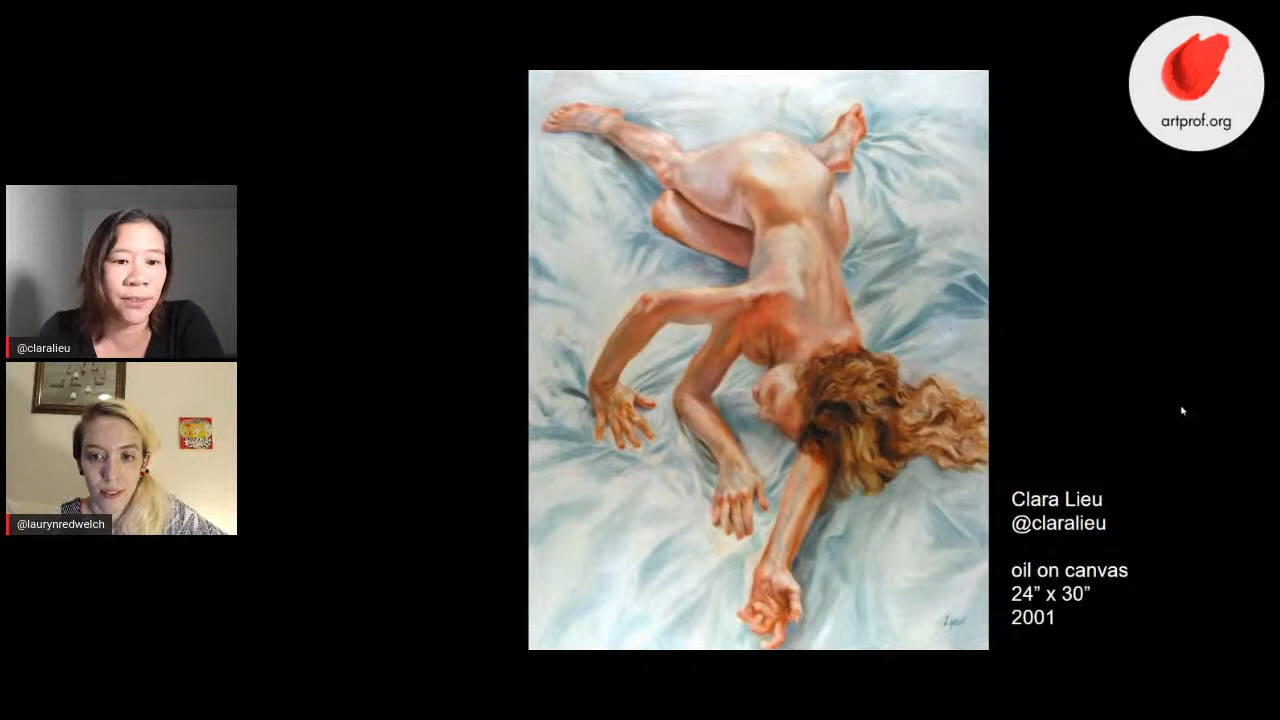 artprof.org
@claralieu
@laurynredwelch
Clara Lieu
@claralieu
oil on canvas
24” x 30”
2001